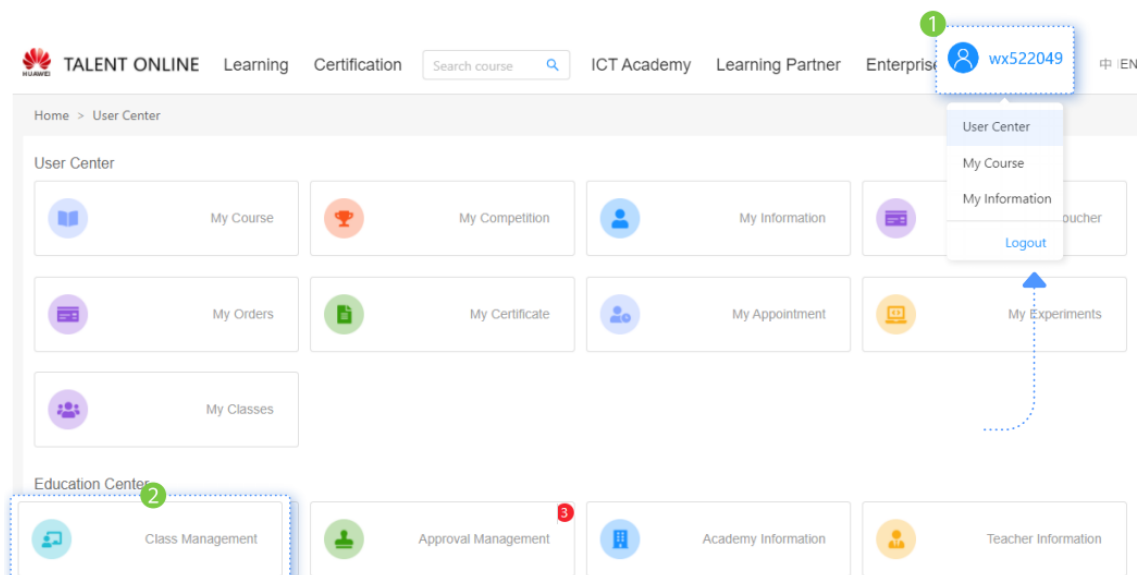 1
HUAWEI TALENT ONLINE Learning Certification Search course ICT Academy Learning Partner Enterprise wx522049 中 | EN
Home > User Center
User Center
My Course
My Information
Logout
User Center
My Course My Competition My Information
My Orders My Certificate My Appointment My Experiments
My Classes
Education Center
2
3
Class Management Approval Management Academy Information Teacher Information